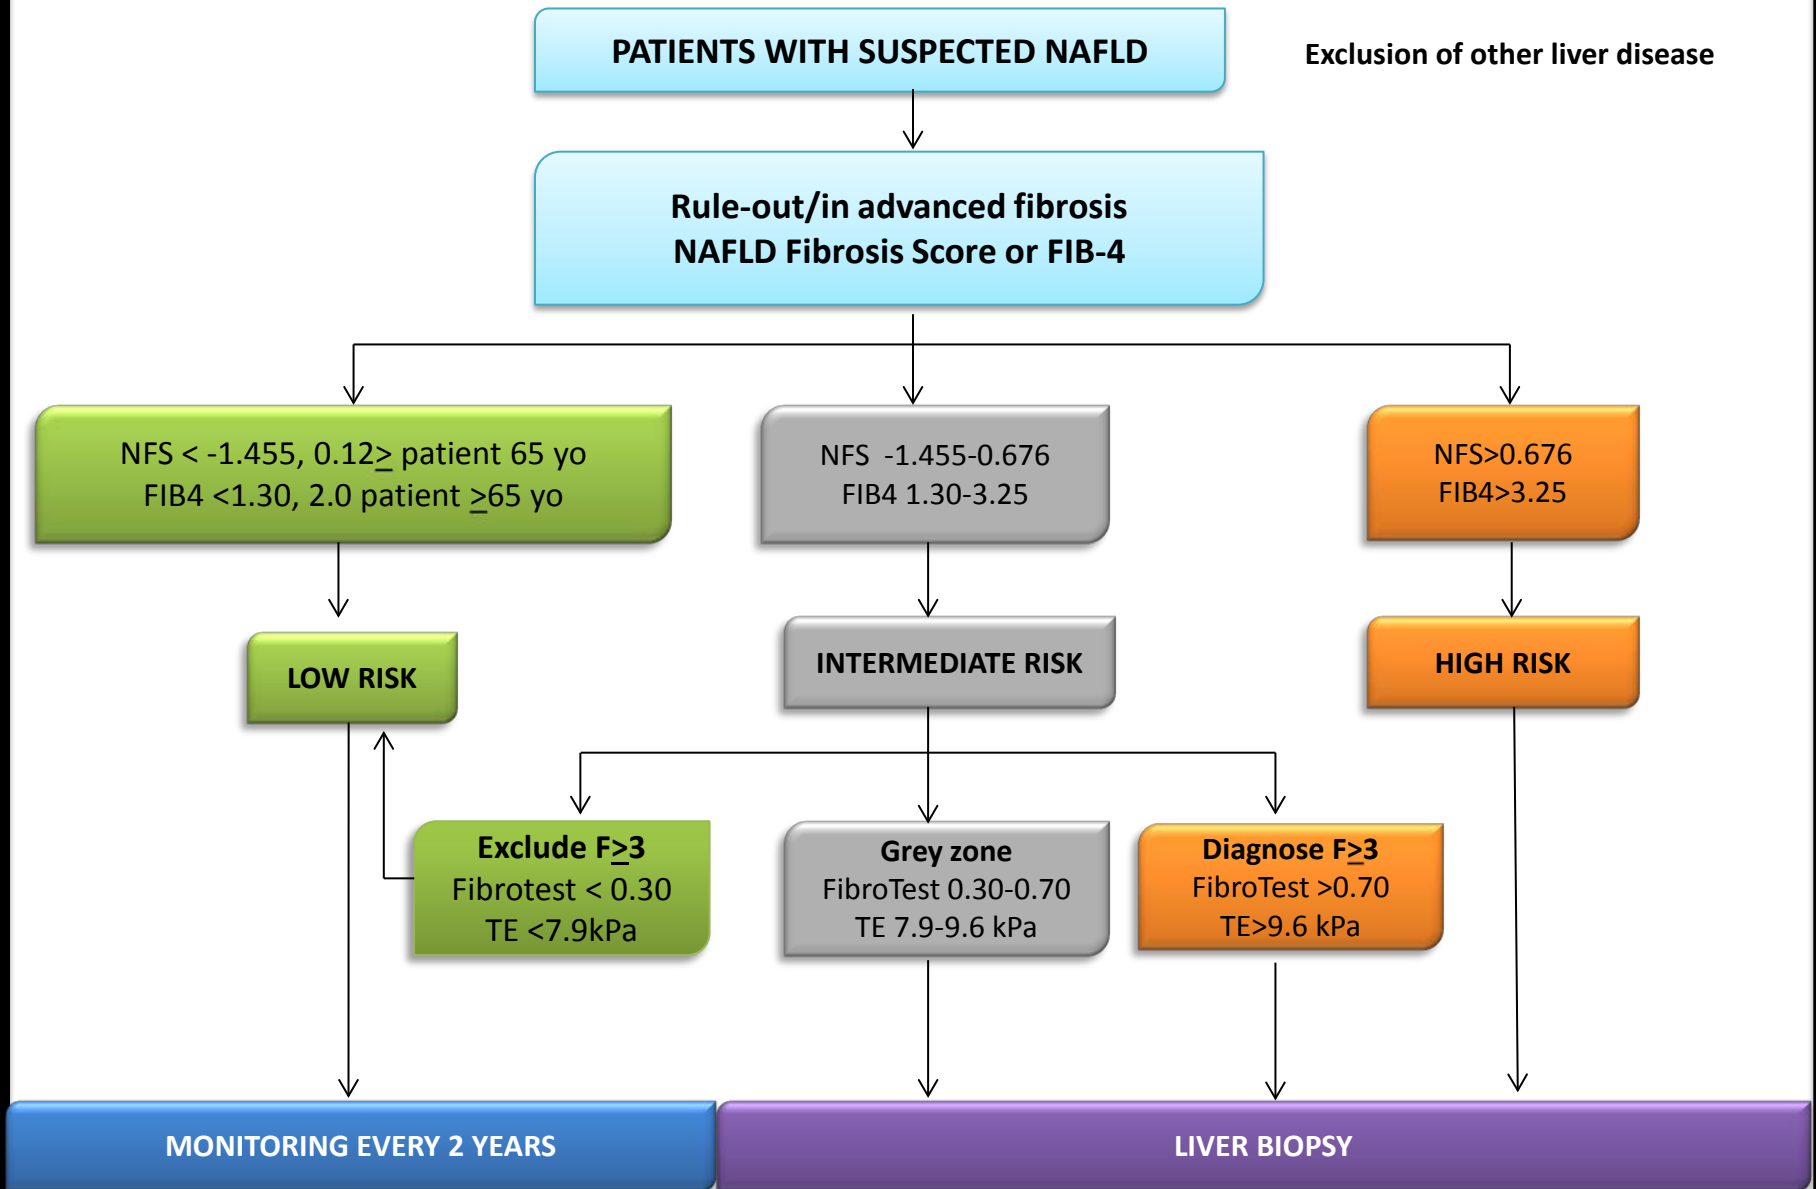 PATIENTS WITH SUSPECTED NAFLD
Exclusion of other liver disease
Rule-out/in advanced fibrosis
NAFLD Fibrosis Score or FIB-4
NFS < -1.455, 0.12≥ patient 65 yo
FIB4 <1.30, 2.0 patient ≥65 yo
NFS -1.455-0.676
FIB4 1.30-3.25
NFS>0.676
FIB4>3.25
LOW RISK
INTERMEDIATE RISK
HIGH RISK
Exclude F≥3
Fibrotest < 0.30
TE <7.9kPa
Grey zone
FibroTest 0.30-0.70
TE 7.9-9.6 kPa
Diagnose F≥3
FibroTest >0.70
TE>9.6 kPa
MONITORING EVERY 2 YEARS
LIVER BIOPSY